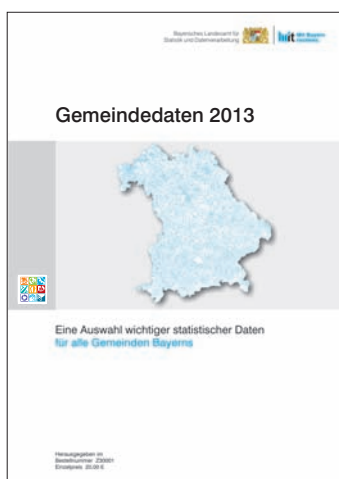 Bayerisches Landesamt für
Statistik und Datenverarbeitung
Gemeindedaten 2013
Eine Auswahl wichtiger statistischer Daten
für alle Gemeinden Bayerns
Herausgegeben im
Bestellnummer Z30001
Einzelpreis 20,00 €